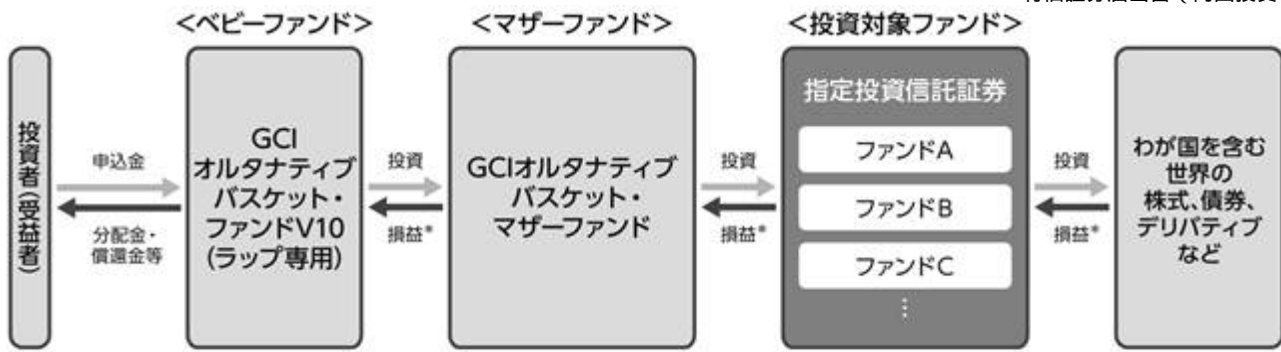 <ベビーファンド>
<マザーファンド>
<投資対象ファンド>
投資者(受益者)
申込金
分配金・
償還金等
GCI
オルタナティブ
バスケット・
ファンドV10
(ラップ専用)
投資
損益*
GCIオルタナティブ
バスケット・
マザーファンド
投資
損益*
指定投資信託証券
ファンドA
ファンドB
ファンドC
⋮
投資
損益*
わが国を含む
世界の
株式、債券、
デリバティブ
など